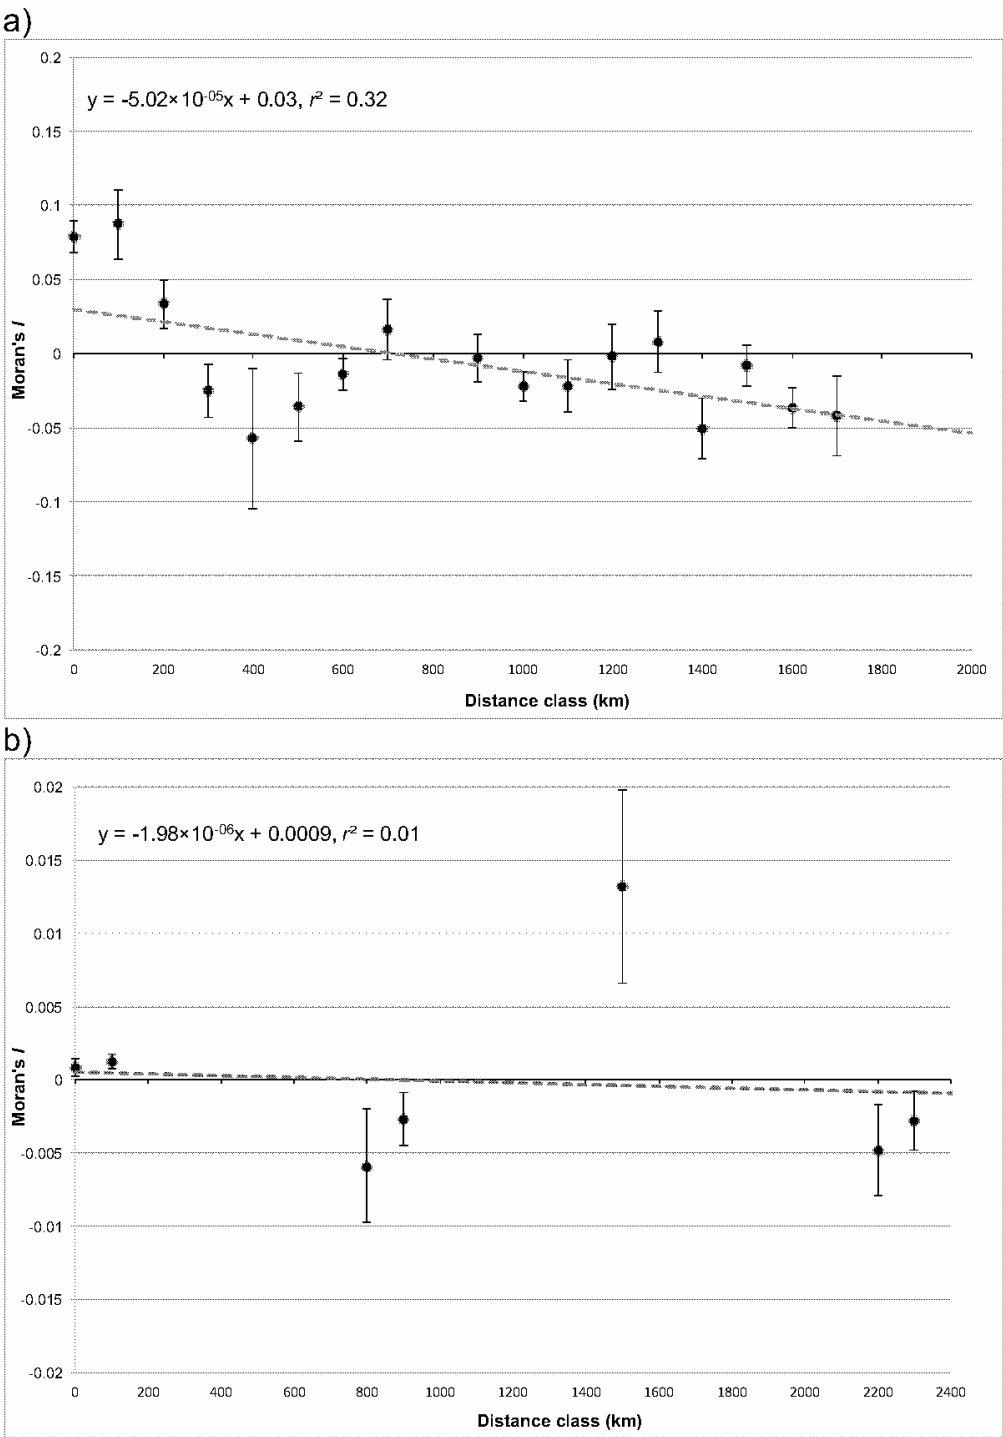 a)
0.2
y = -5.02×10⁻⁰⁵x + 0.03, r² = 0.32
0.15
0.1
0.05
0
-0.05
-0.1
-0.15
-0.2
Moran's I
0 200 400 600 800 1000 1200 1400 1600 1800 2000
Distance class (km)
b)
0.02
y = -1.98×10⁻⁰⁶x + 0.0009, r² = 0.01
0.015
0.01
0.005
0
-0.005
-0.01
-0.015
-0.02
Moran's I
0 200 400 600 800 1000 1200 1400 1600 1800 2000 2200 2400
Distance class (km)